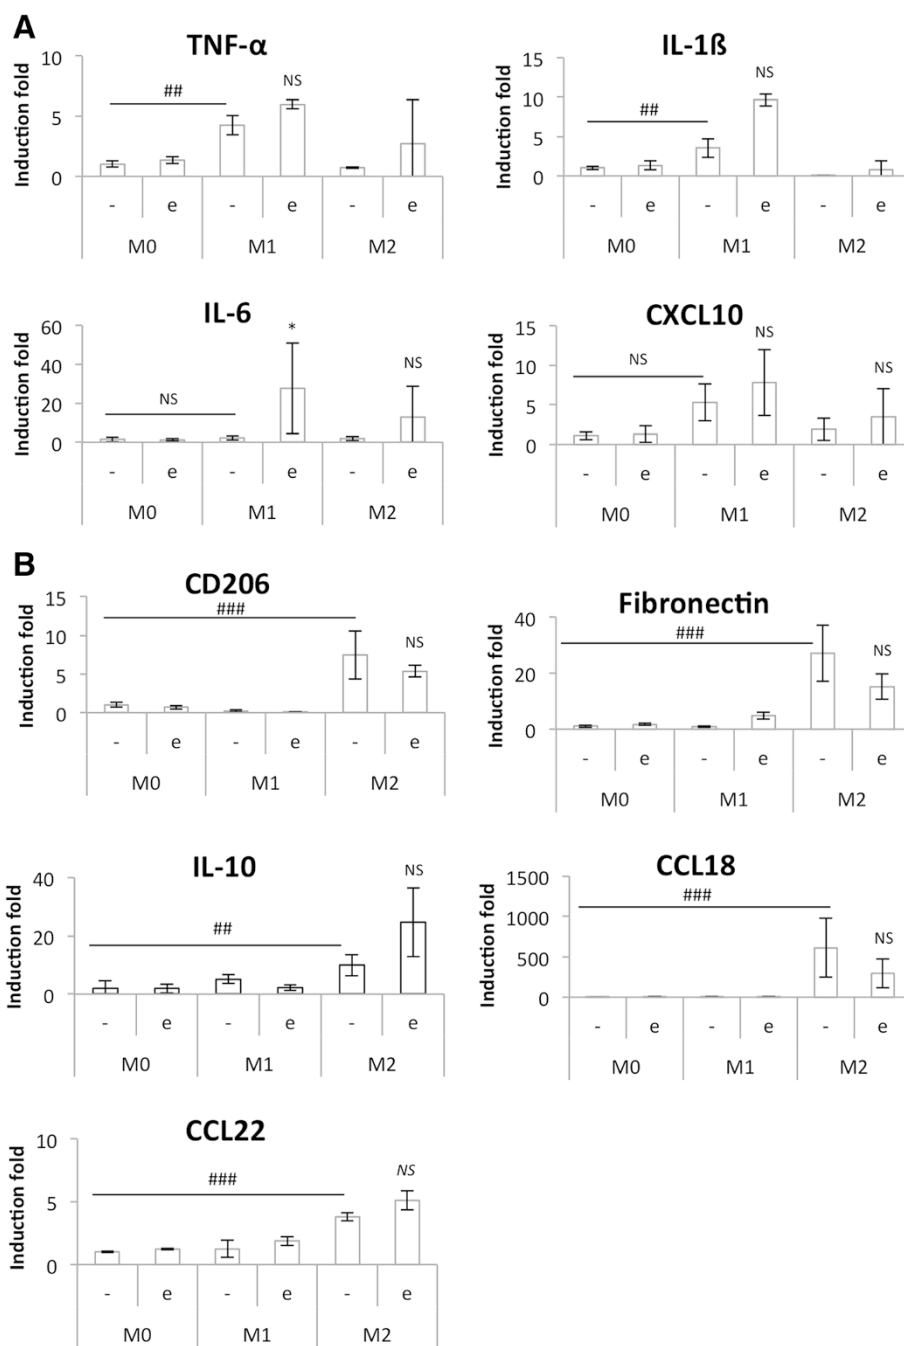 A
TNF-α
Induction fold
10
5
0
##
NS
- e - e - e
M0 M1 M2
IL-1ß
Induction fold
15
10
5
0
##
NS
- e - e - e
M0 M1 M2
IL-6
Induction fold
60
40
20
0
NS
*
NS
- e - e - e
M0 M1 M2
CXCL10
Induction fold
15
10
5
0
NS
NS
NS
- e - e - e
M0 M1 M2
B
CD206
Induction fold
15
10
5
0
###
NS
- e - e - e
M0 M1 M2
Fibronectin
Induction fold
40
20
0
###
NS
- e - e - e
M0 M1 M2
IL-10
Induction fold
40
20
0
##
NS
- e - e - e
M0 M1 M2
CCL18
Induction fold
1500
1000
500
0
###
NS
- e - e - e
M0 M1 M2
CCL22
Induction fold
10
5
0
###
NS
- e - e - e
M0 M1 M2